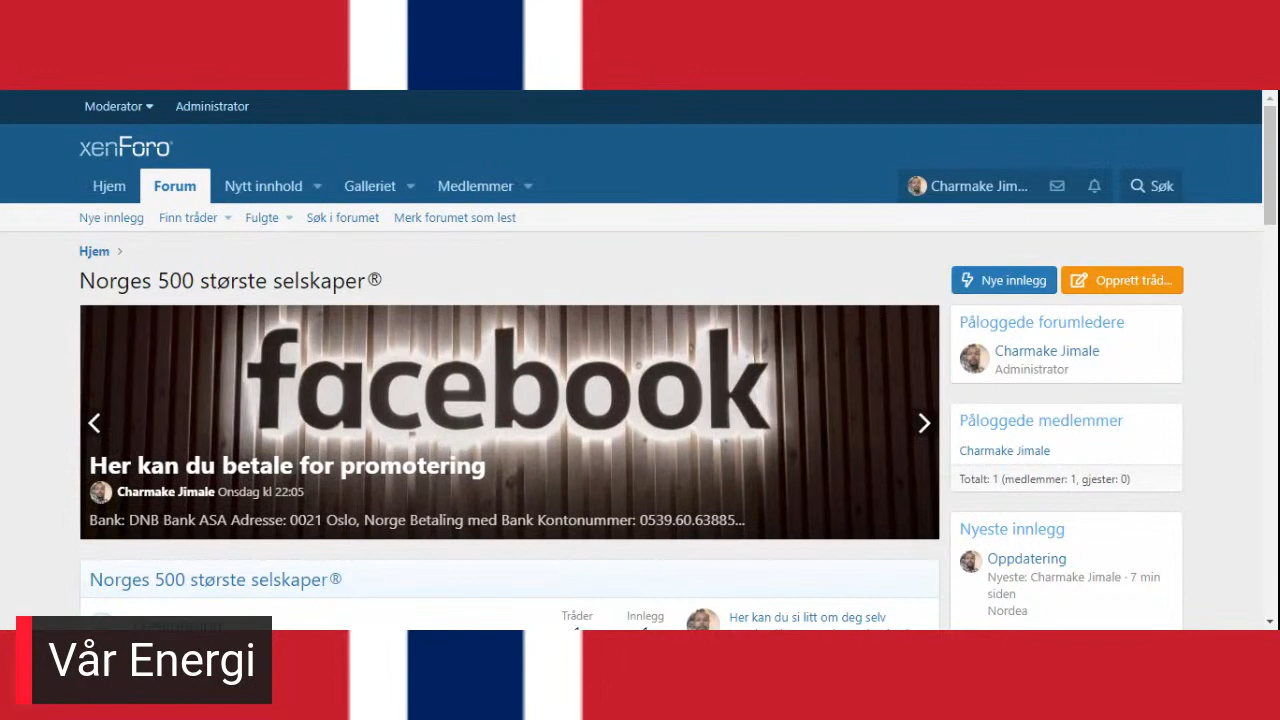 Moderator Administrator
xenForo
Hjem Forum Nytt innhold Galleriet Medlemmer Charmake Jim... Søk
Nye innlegg Finn tråder Fulgte Søk i forumet Merk forumet som lest
Hjem
Norges 500 største selskaper®
Nye innlegg Opprett tråd...
facebook
Her kan du betale for promotering
Charmake Jimale Onsdag kl 22:05
Bank: DNB Bank ASA Adresse: 0021 Oslo, Norge Betaling med Bank Kontonummer: 0539.60.63885...
Påloggede forumledere
Charmake Jimale
Administrator
Påloggede medlemmer
Charmake Jimale
Totalt: 1 (medlemmer: 1, gjester: 0)
Nyeste innlegg
Oppdatering
Nyeste: Charmake Jimale · 7 min
siden
Nordea
Norges 500 største selskaper®
Tråder Innlegg Her kan du si litt om deg selv
Vår Energi